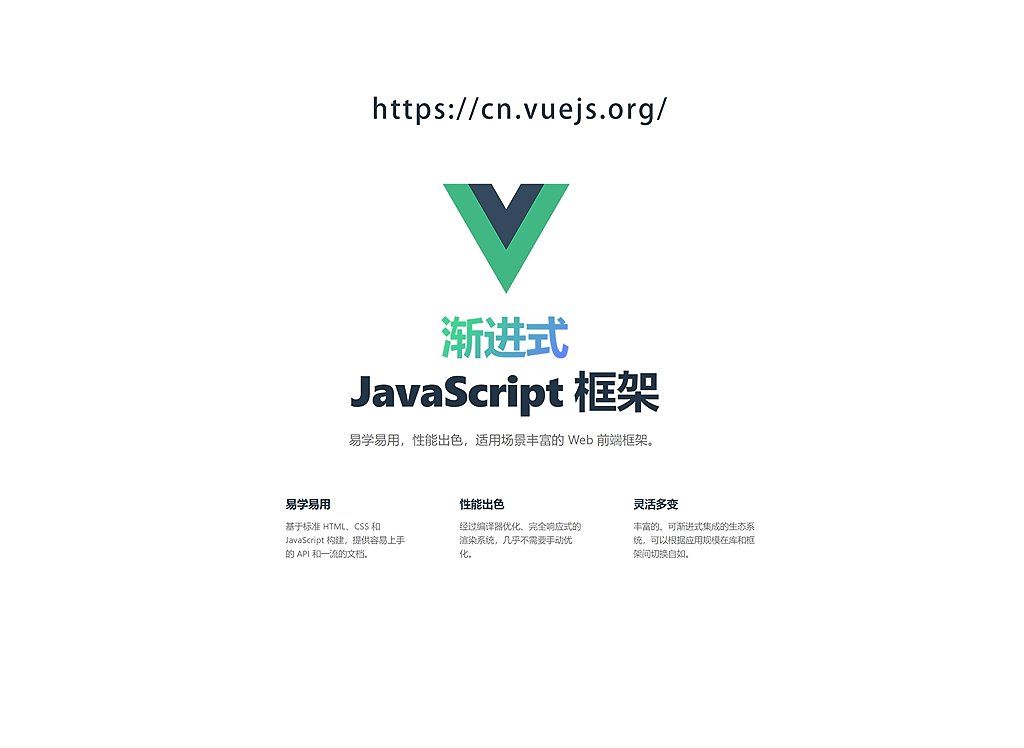 https://cn.vuejs.org/
渐进式
JavaScript 框架
易学易用，性能出色，适用场景丰富的 Web 前端框架。
易学易用
基于标准 HTML、CSS 和
JavaScript 构建，提供容易上手
的 API 和一流的文档。
性能出色
经过编译器优化、完全响应式的
渲染系统，几乎不需要手动优
化。
灵活多变
丰富的、可渐进式集成的生态系
统，可以根据应用规模在库和框
架间切换自如。